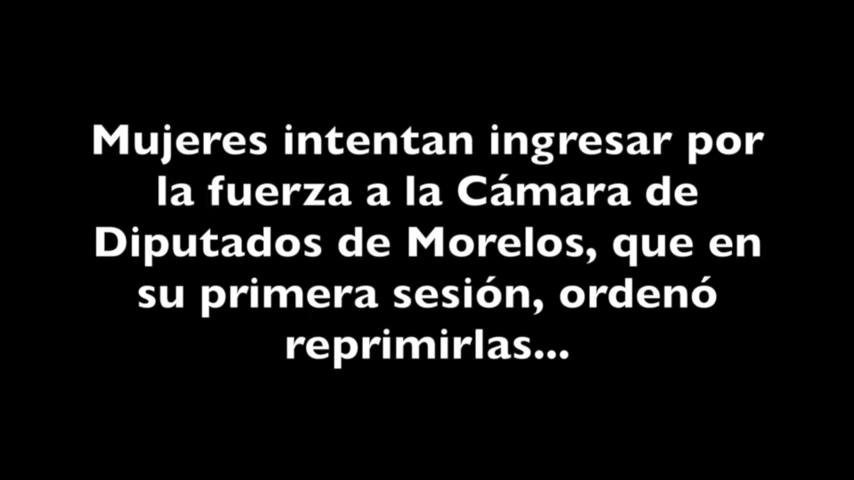 Mujeres intentan ingresar por
la fuerza a la Cámara de
Diputados de Morelos, que en
su primera sesión, ordenó
reprimirlas...